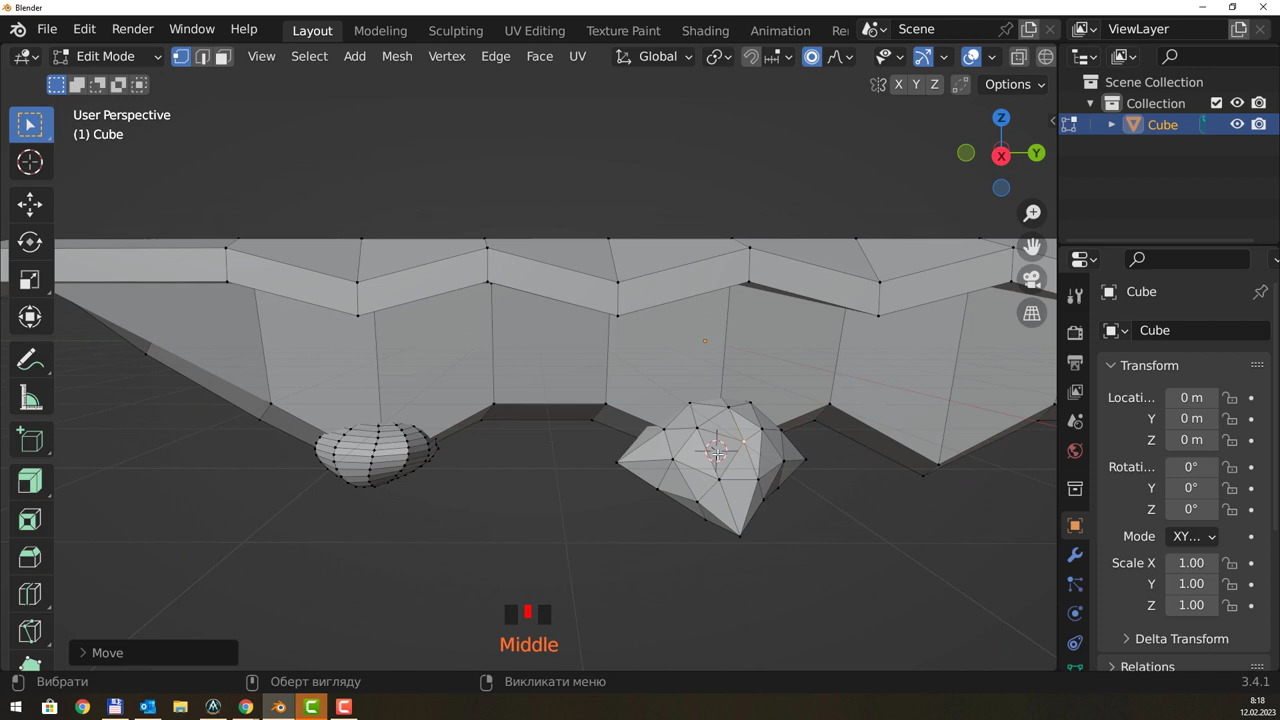 Blender
File Edit Render Window Help Layout Modeling Sculpting UV Editing Texture Paint Shading Animation Re Scene ViewLayer
Edit Mode View Select Add Mesh Vertex Edge Face UV Global
X Y Z Options
User Perspective
(1) Cube
Z
Y
X
Scene Collection
Collection
Cube
Cube
Cube
Transform
Locati... 0 m
Y 0 m
Z 0 m
Rotati... 0°
Y 0°
Z 0°
Mode XY...
Scale X 1.00
Y 1.00
Z 1.00
Delta Transform
Relations
Middle
Move
Вибрати Оберт вигляду Викликати меню 3.4.1
8:18
12.02.2023